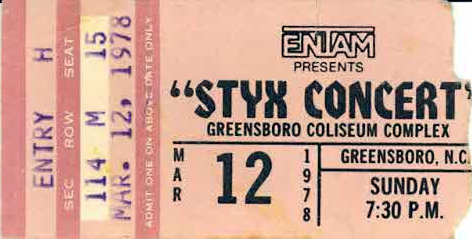 ENTRY H
SEC ROW SEAT
114 M 15
MAR. 12, 1978
ADMIT ONE ON ABOVE DATE ONLY
ENTAM
PRESENTS
"STYX CONCERT"
GREENSBORO COLISEUM COMPLEX
MAR 12 1978
GREENSBORO, N.C.
SUNDAY
7:30 P.M.